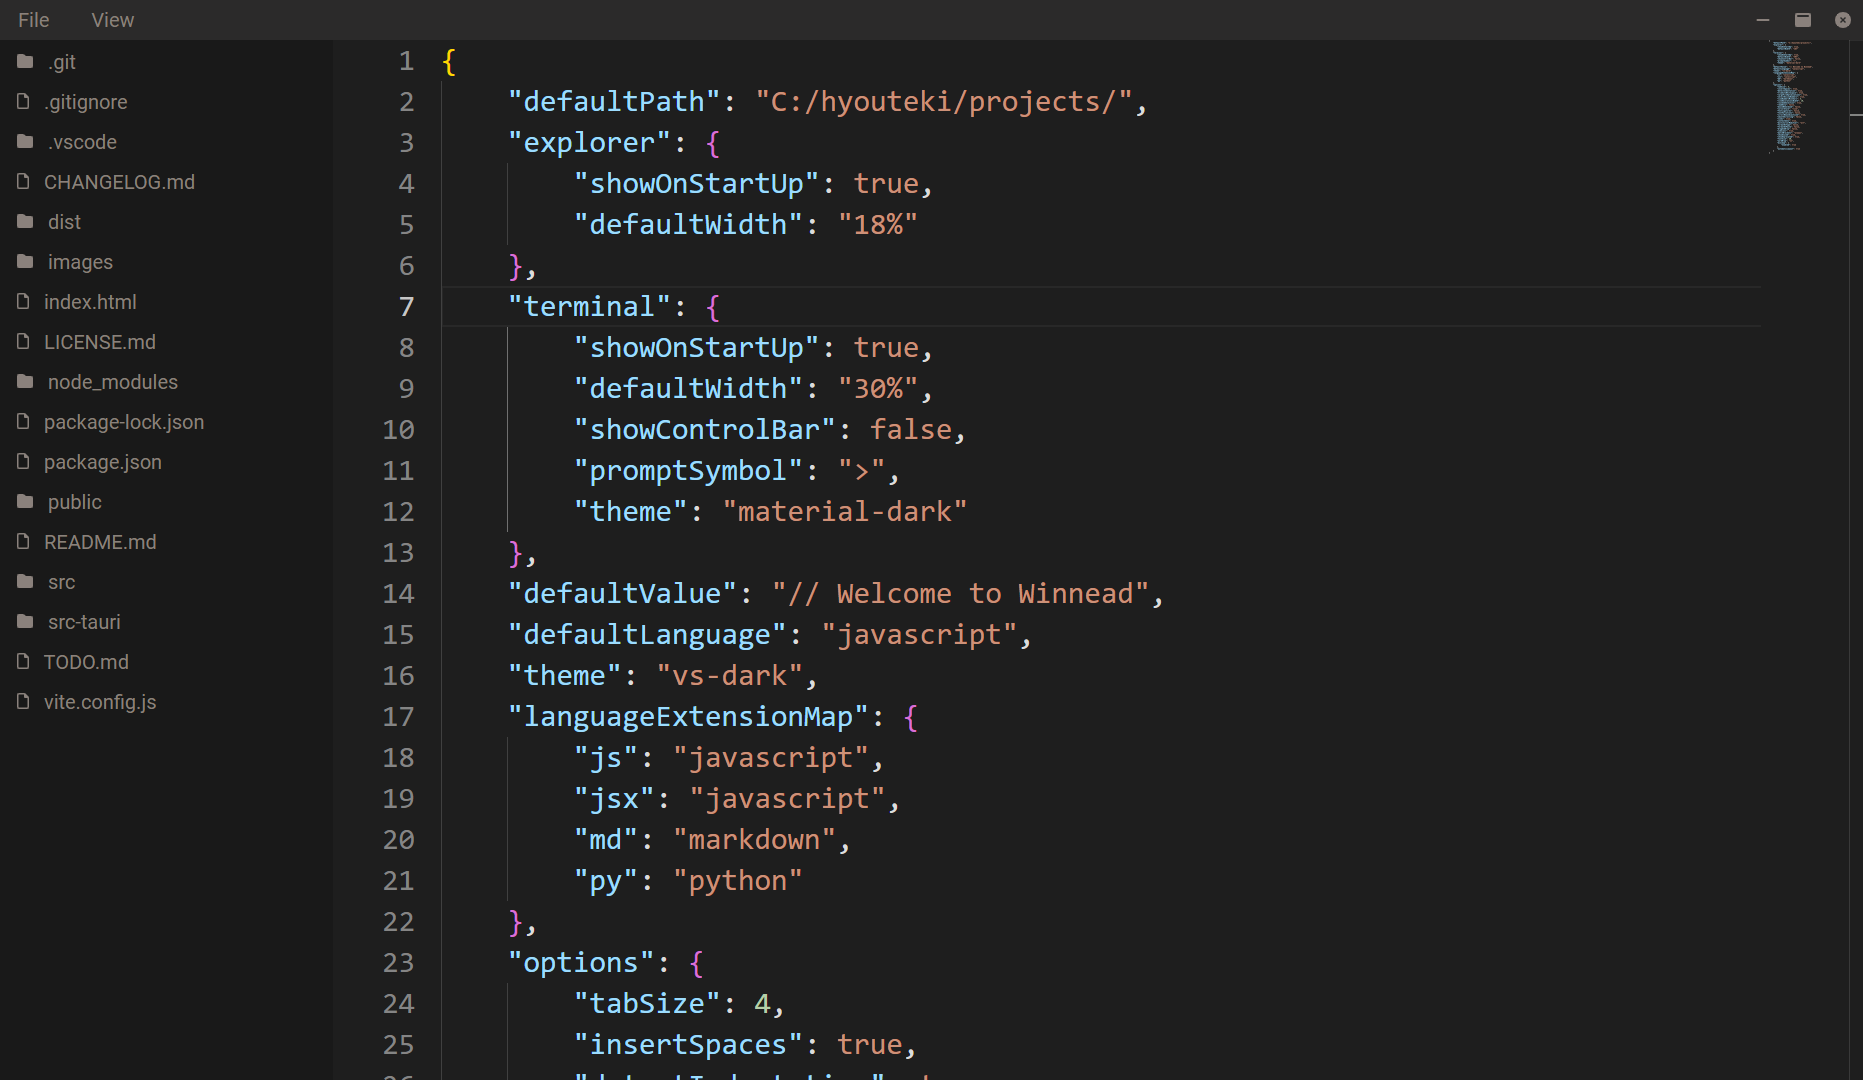 File View
.git
.gitignore
.vscode
CHANGELOG.md
dist
images
index.html
LICENSE.md
node_modules
package-lock.json
package.json
public
README.md
src
src-tauri
TODO.md
vite.config.js
1 {
2 "defaultPath": "C:/hyouteki/projects/",
3 "explorer": {
4 "showOnStartUp": true,
5 "defaultWidth": "18%"
6 },
7 "terminal": {
8 "showOnStartUp": true,
9 "defaultWidth": "30%",
10 "showControlBar": false,
11 "promptSymbol": ">",
12 "theme": "material-dark"
13 },
14 "defaultValue": "// Welcome to Winnead",
15 "defaultLanguage": "javascript",
16 "theme": "vs-dark",
17 "languageExtensionMap": {
18 "js": "javascript",
19 "jsx": "javascript",
20 "md": "markdown",
21 "py": "python"
22 },
23 "options": {
24 "tabSize": 4,
25 "insertSpaces": true,